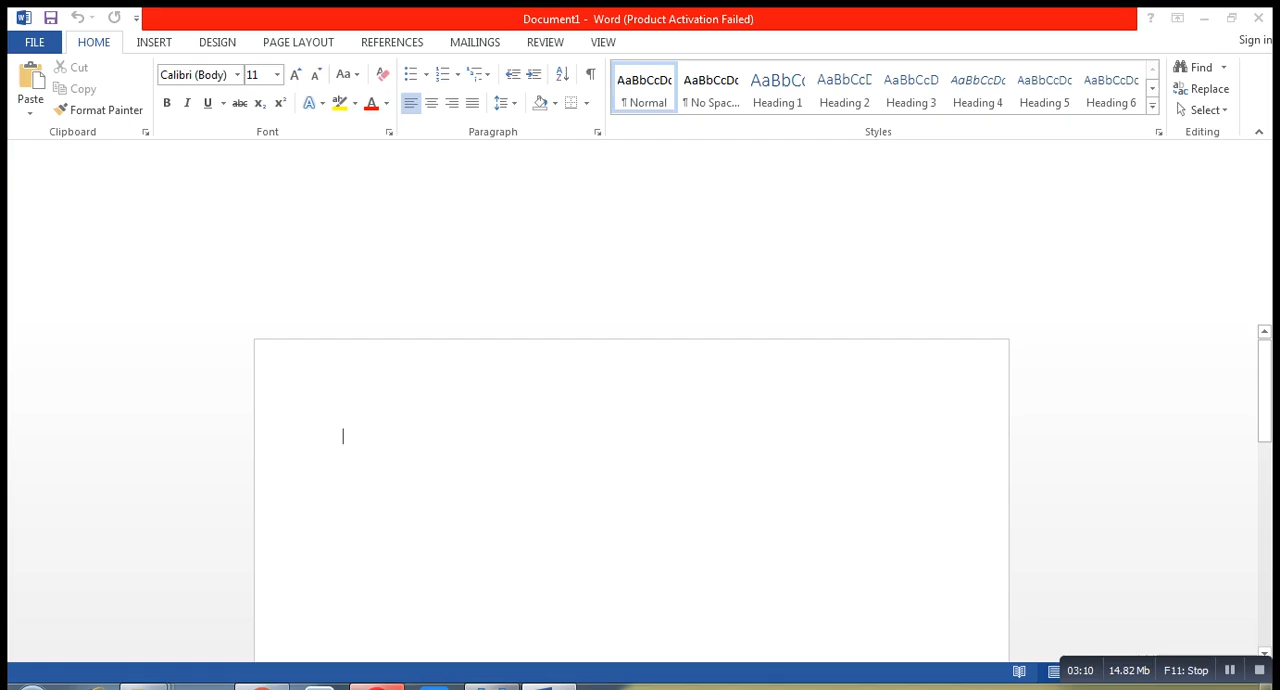 Document1 - Word (Product Activation Failed)
FILE HOME INSERT DESIGN PAGE LAYOUT REFERENCES MAILINGS REVIEW VIEW
Sign in
Paste
Cut
Copy
Format Painter
Clipboard
Calibri (Body) 11
Font
Paragraph
AaBbCcDc AaBbCcDc AaBbC( AaBbCcD AaBbCcD AaBbCcDc AaBbCcDc AaBbCcDc
¶ Normal ¶ No Spac... Heading 1 Heading 2 Heading 3 Heading 4 Heading 5 Heading 6
Styles
Find
Replace
Select
Editing
03:10 14.82 Mb F11: Stop